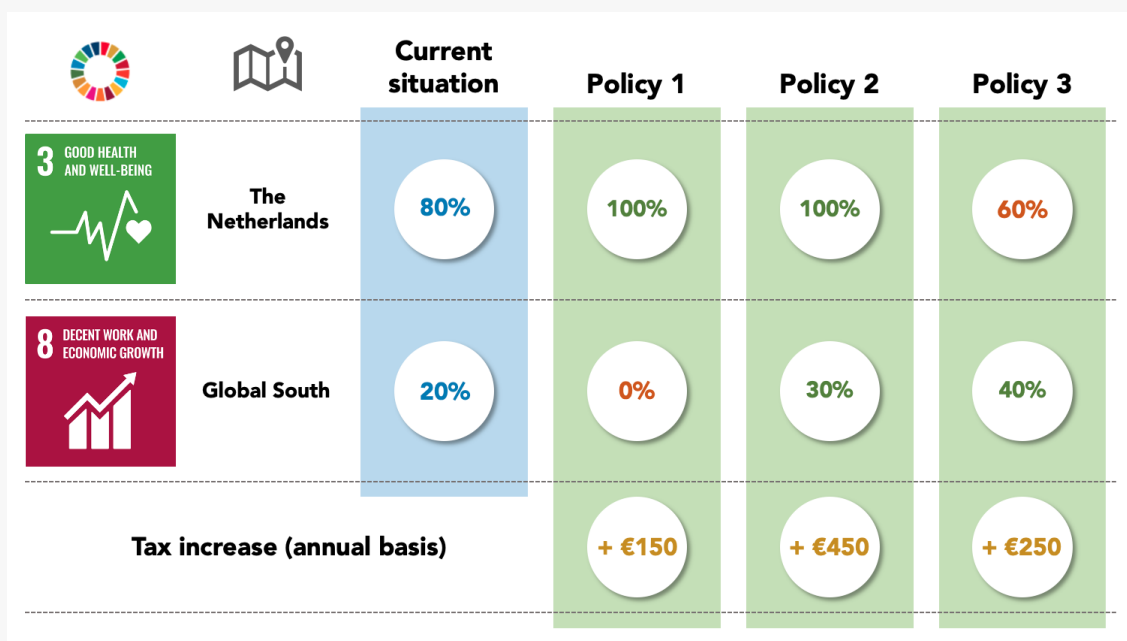 Current
situation
Policy 1
Policy 2
Policy 3
3 GOOD HEALTH
AND WELL-BEING
The
Netherlands
80%
100%
100%
60%
8 DECENT WORK AND
ECONOMIC GROWTH
Global South
20%
0%
30%
40%
Tax increase (annual basis)
+ €150
+ €450
+ €250